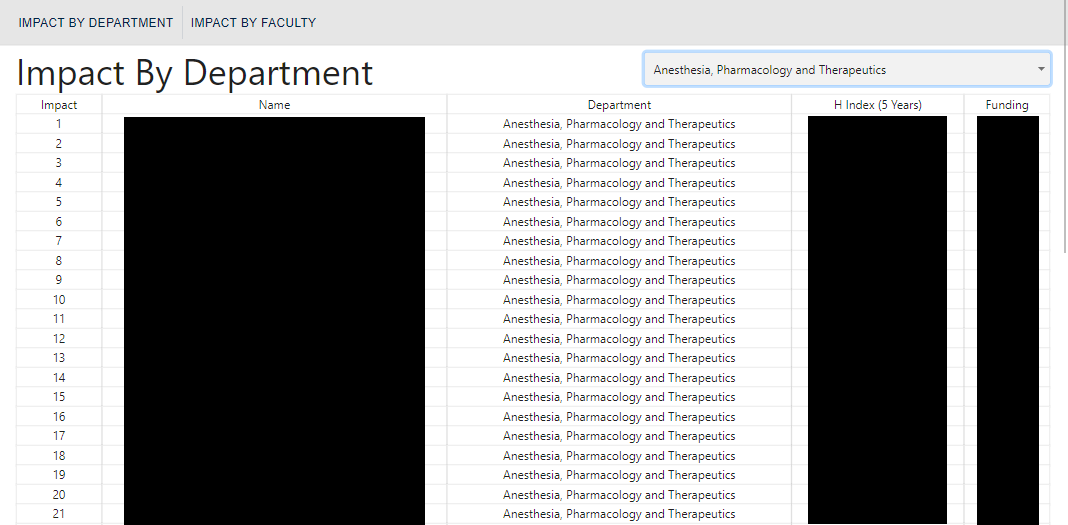 IMPACT BY DEPARTMENT IMPACT BY FACULTY
Impact By Department
Anesthesia, Pharmacology and Therapeutics
Impact Name Department H Index (5 Years) Funding
1 Anesthesia, Pharmacology and Therapeutics
2 Anesthesia, Pharmacology and Therapeutics
3 Anesthesia, Pharmacology and Therapeutics
4 Anesthesia, Pharmacology and Therapeutics
5 Anesthesia, Pharmacology and Therapeutics
6 Anesthesia, Pharmacology and Therapeutics
7 Anesthesia, Pharmacology and Therapeutics
8 Anesthesia, Pharmacology and Therapeutics
9 Anesthesia, Pharmacology and Therapeutics
10 Anesthesia, Pharmacology and Therapeutics
11 Anesthesia, Pharmacology and Therapeutics
12 Anesthesia, Pharmacology and Therapeutics
13 Anesthesia, Pharmacology and Therapeutics
14 Anesthesia, Pharmacology and Therapeutics
15 Anesthesia, Pharmacology and Therapeutics
16 Anesthesia, Pharmacology and Therapeutics
17 Anesthesia, Pharmacology and Therapeutics
18 Anesthesia, Pharmacology and Therapeutics
19 Anesthesia, Pharmacology and Therapeutics
20 Anesthesia, Pharmacology and Therapeutics
21 Anesthesia, Pharmacology and Therapeutics